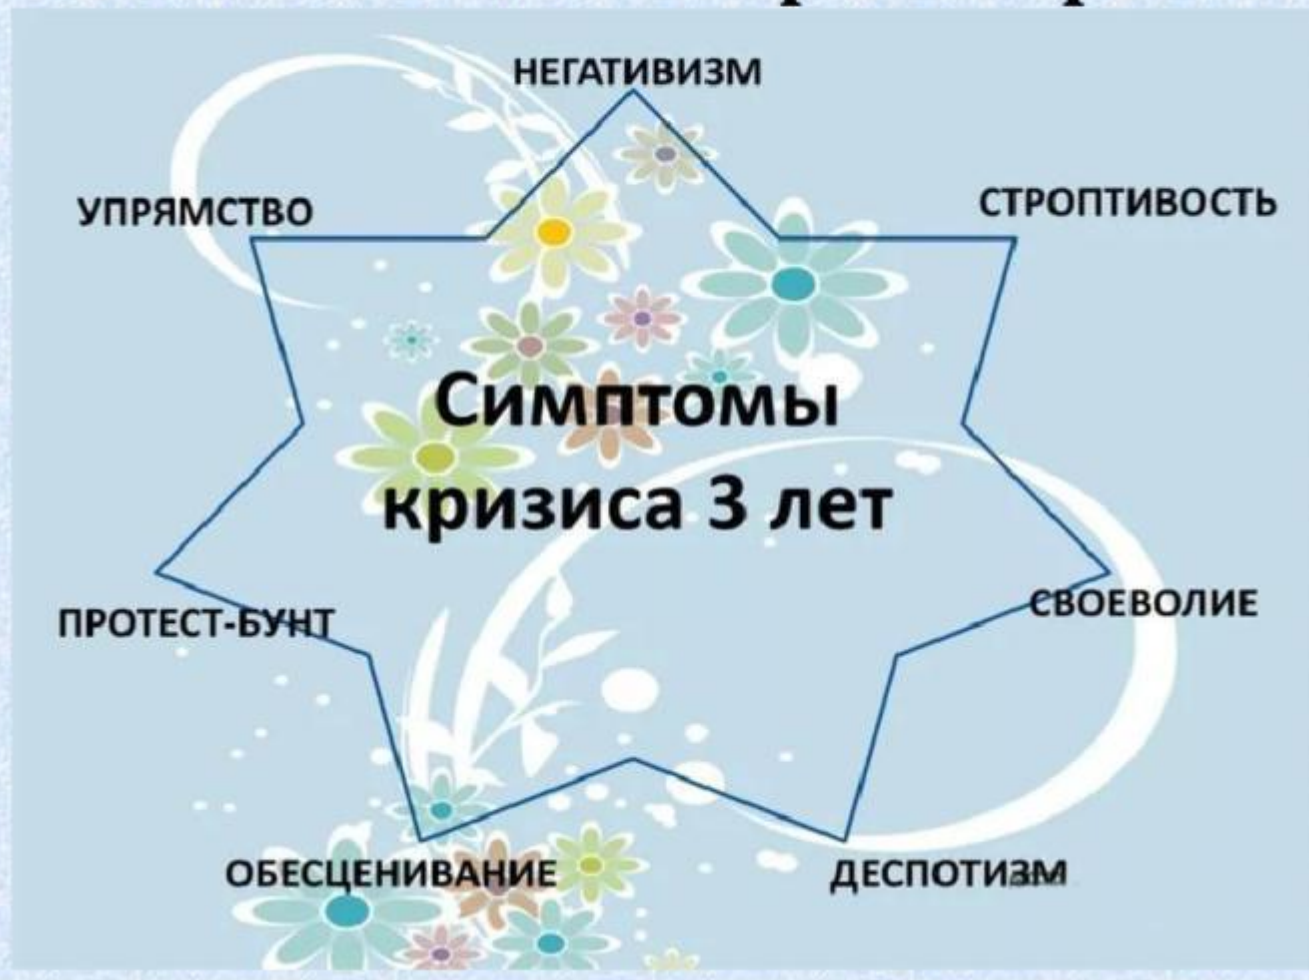 НЕГАТИВИЗМ
УПРЯМСТВО
СТРОПТИВОСТЬ
Симптомы
кризиса 3 лет
ПРОТЕСТ-БУНТ
СВОЕВОЛИЕ
ОБЕСЦЕНИВАНИЕ
ДЕСПОТИЗМ